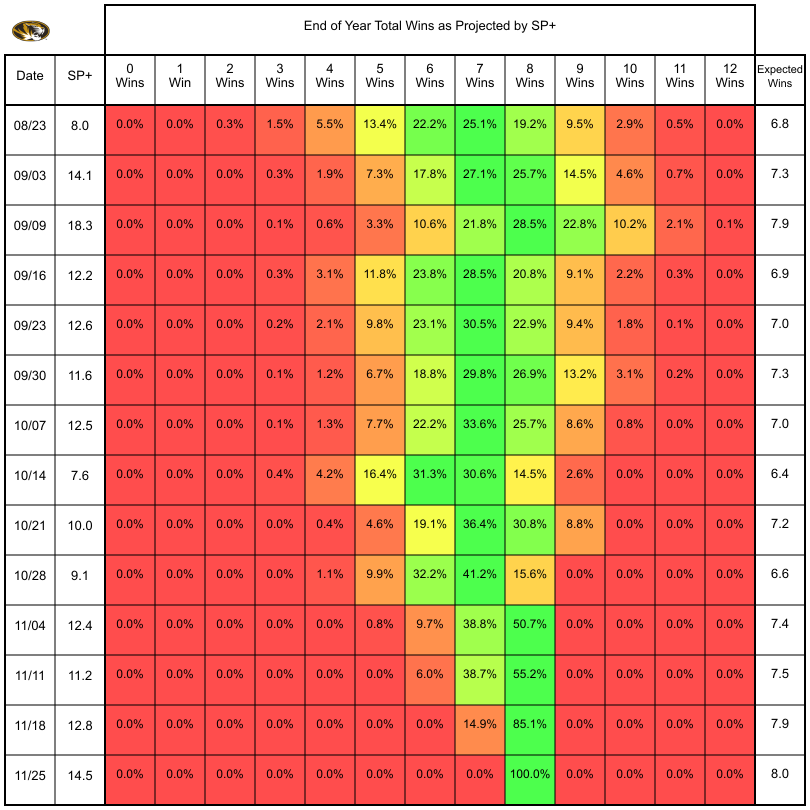 End of Year Total Wins as Projected by SP+
Date SP+ 0 Wins 1 Win 2 Wins 3 Wins 4 Wins 5 Wins 6 Wins 7 Wins 8 Wins 9 Wins 10 Wins 11 Wins 12 Wins Expected Wins
08/23 8.0 0.0% 0.0% 0.3% 1.5% 5.5% 13.4% 22.2% 25.1% 19.2% 9.5% 2.9% 0.5% 0.0% 6.8
09/03 14.1 0.0% 0.0% 0.0% 0.3% 1.9% 7.3% 17.8% 27.1% 25.7% 14.5% 4.6% 0.7% 0.0% 7.3
09/09 18.3 0.0% 0.0% 0.0% 0.1% 0.6% 3.3% 10.6% 21.8% 28.5% 22.8% 10.2% 2.1% 0.1% 7.9
09/16 12.2 0.0% 0.0% 0.0% 0.3% 3.1% 11.8% 23.8% 28.5% 20.8% 9.1% 2.2% 0.3% 0.0% 6.9
09/23 12.6 0.0% 0.0% 0.0% 0.2% 2.1% 9.8% 23.1% 30.5% 22.9% 9.4% 1.8% 0.1% 0.0% 7.0
09/30 11.6 0.0% 0.0% 0.0% 0.1% 1.2% 6.7% 18.8% 29.8% 26.9% 13.2% 3.1% 0.2% 0.0% 7.3
10/07 12.5 0.0% 0.0% 0.0% 0.1% 1.3% 7.7% 22.2% 33.6% 25.7% 8.6% 0.8% 0.0% 0.0% 7.0
10/14 7.6 0.0% 0.0% 0.0% 0.4% 4.2% 16.4% 31.3% 30.6% 14.5% 2.6% 0.0% 0.0% 0.0% 6.4
10/21 10.0 0.0% 0.0% 0.0% 0.0% 0.4% 4.6% 19.1% 36.4% 30.8% 8.8% 0.0% 0.0% 0.0% 7.2
10/28 9.1 0.0% 0.0% 0.0% 0.0% 1.1% 9.9% 32.2% 41.2% 15.6% 0.0% 0.0% 0.0% 0.0% 6.6
11/04 12.4 0.0% 0.0% 0.0% 0.0% 0.0% 0.8% 9.7% 38.8% 50.7% 0.0% 0.0% 0.0% 0.0% 7.4
11/11 11.2 0.0% 0.0% 0.0% 0.0% 0.0% 0.0% 6.0% 38.7% 55.2% 0.0% 0.0% 0.0% 0.0% 7.5
11/18 12.8 0.0% 0.0% 0.0% 0.0% 0.0% 0.0% 0.0% 14.9% 85.1% 0.0% 0.0% 0.0% 0.0% 7.9
11/25 14.5 0.0% 0.0% 0.0% 0.0% 0.0% 0.0% 0.0% 0.0% 100.0% 0.0% 0.0% 0.0% 0.0% 8.0